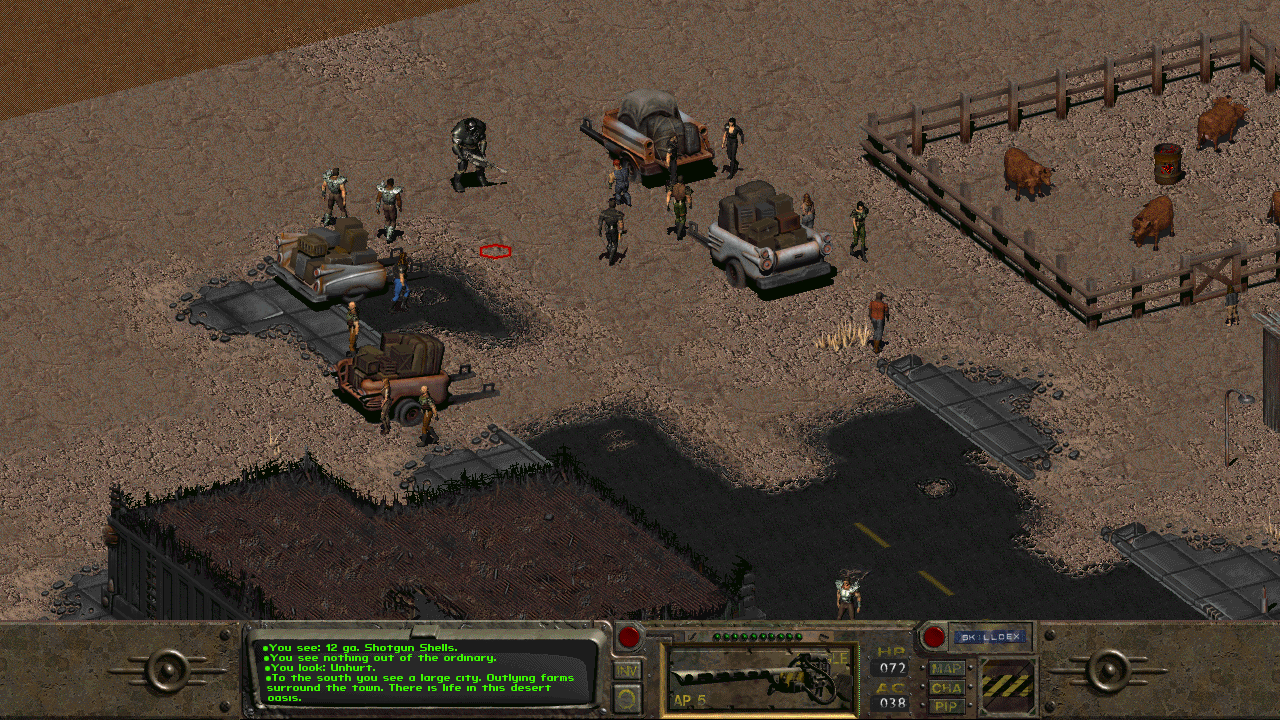 •You see: 12 ga. Shotgun Shells.
•You see nothing out of the ordinary.
•You look: Unhurt.
•To the south you see a large city. Outlying farms
surround the town. There is life in this desert
oasis.
INV
AP 5
HP
072
AC
038
SKILLDEX
MAP
CHA
PIP